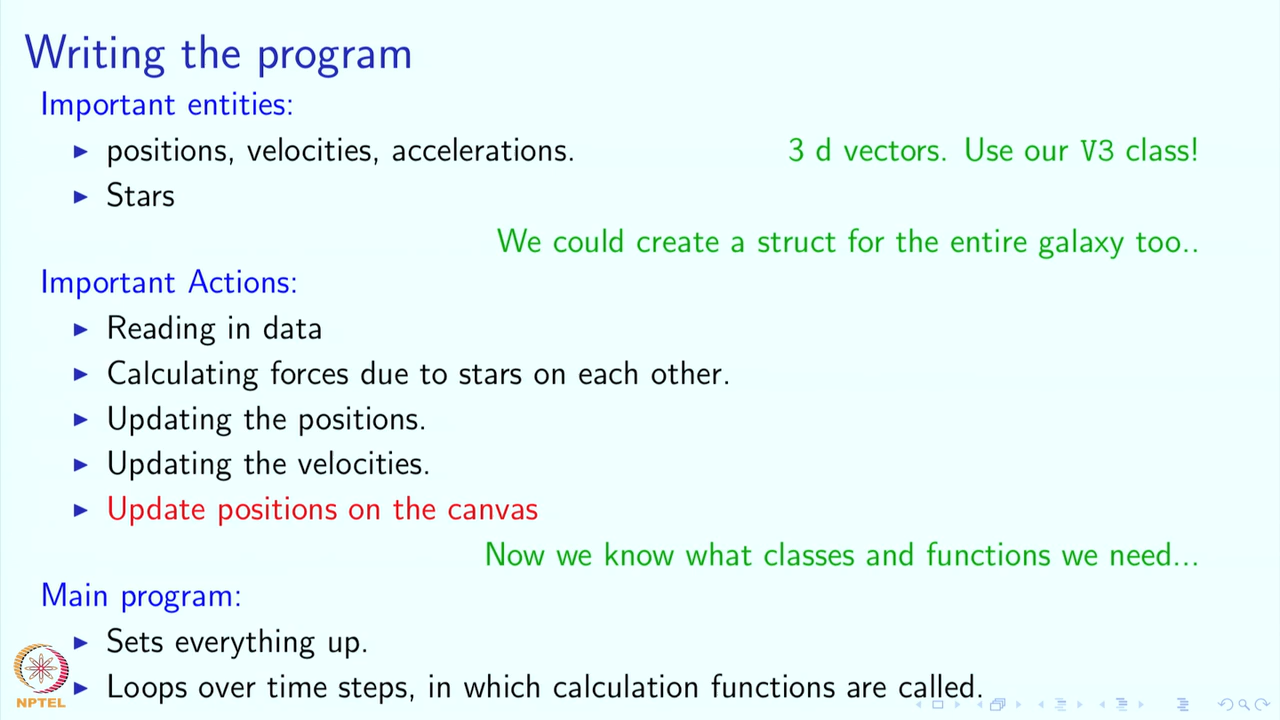 Writing the program
Important entities:
▶ positions, velocities, accelerations. 3 d vectors. Use our V3 class!
▶ Stars
We could create a struct for the entire galaxy too..
Important Actions:
▶ Reading in data
▶ Calculating forces due to stars on each other.
▶ Updating the positions.
▶ Updating the velocities.
▶ Update positions on the canvas
Now we know what classes and functions we need...
Main program:
▶ Sets everything up.
▶ Loops over time steps, in which calculation functions are called.
NPTEL